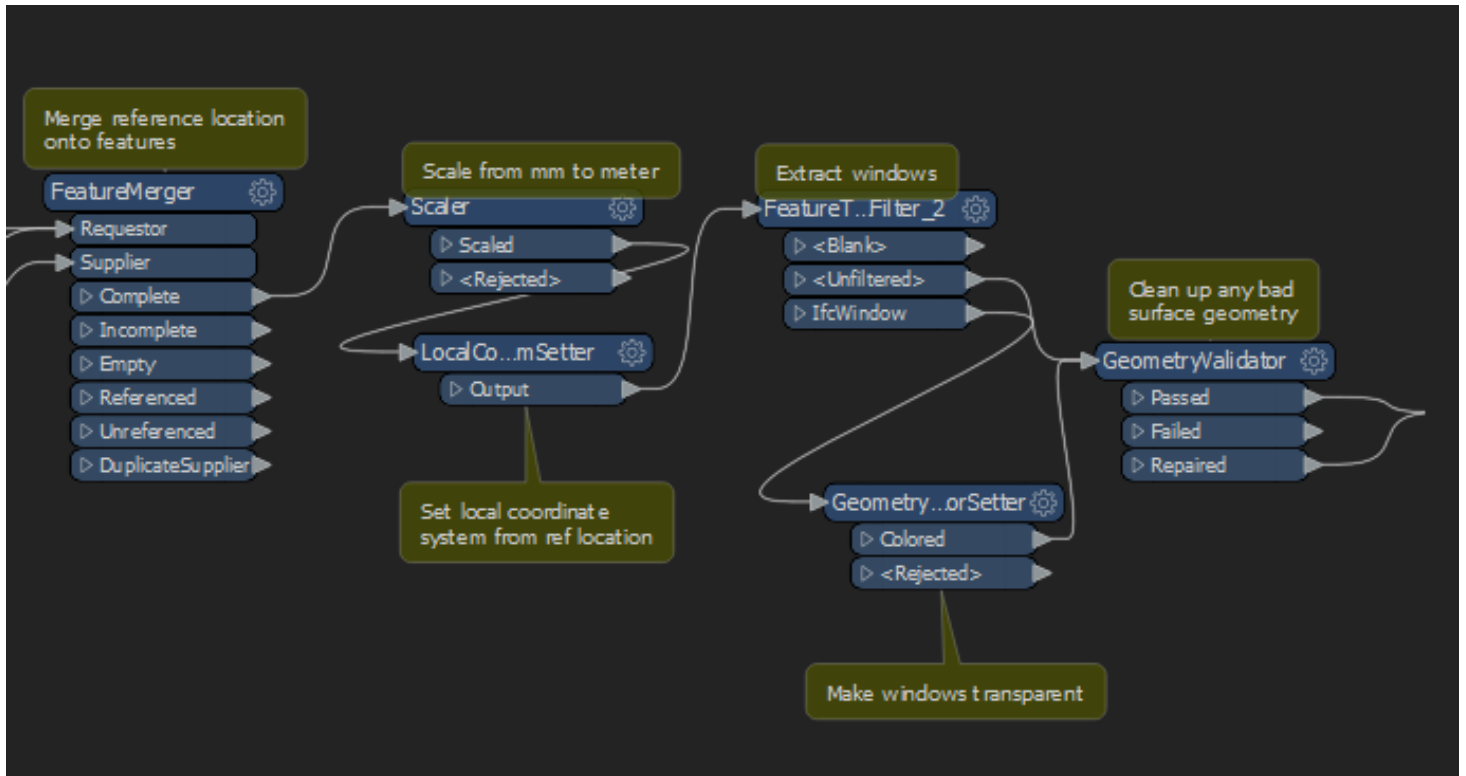 Merge reference location
onto features
FeatureMerger
Requestor
Supplier
Complete
Incomplete
Empty
Referenced
Unreferenced
DuplicateSupplier
Scale from mm to meter
Scaler
Scaled
<Rejected>
LocalCo...mSetter
Output
Set local coordinate
system from ref location
Extract windows
FeatureT...Filter_2
<Blank>
<Unfiltered>
IfcWindow
Geometry...orSetter
Colored
<Rejected>
Make windows transparent
Clean up any bad
surface geometry
GeometryValidator
Passed
Failed
Repaired